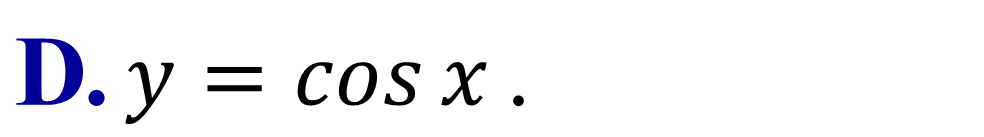 D. y = cos x .